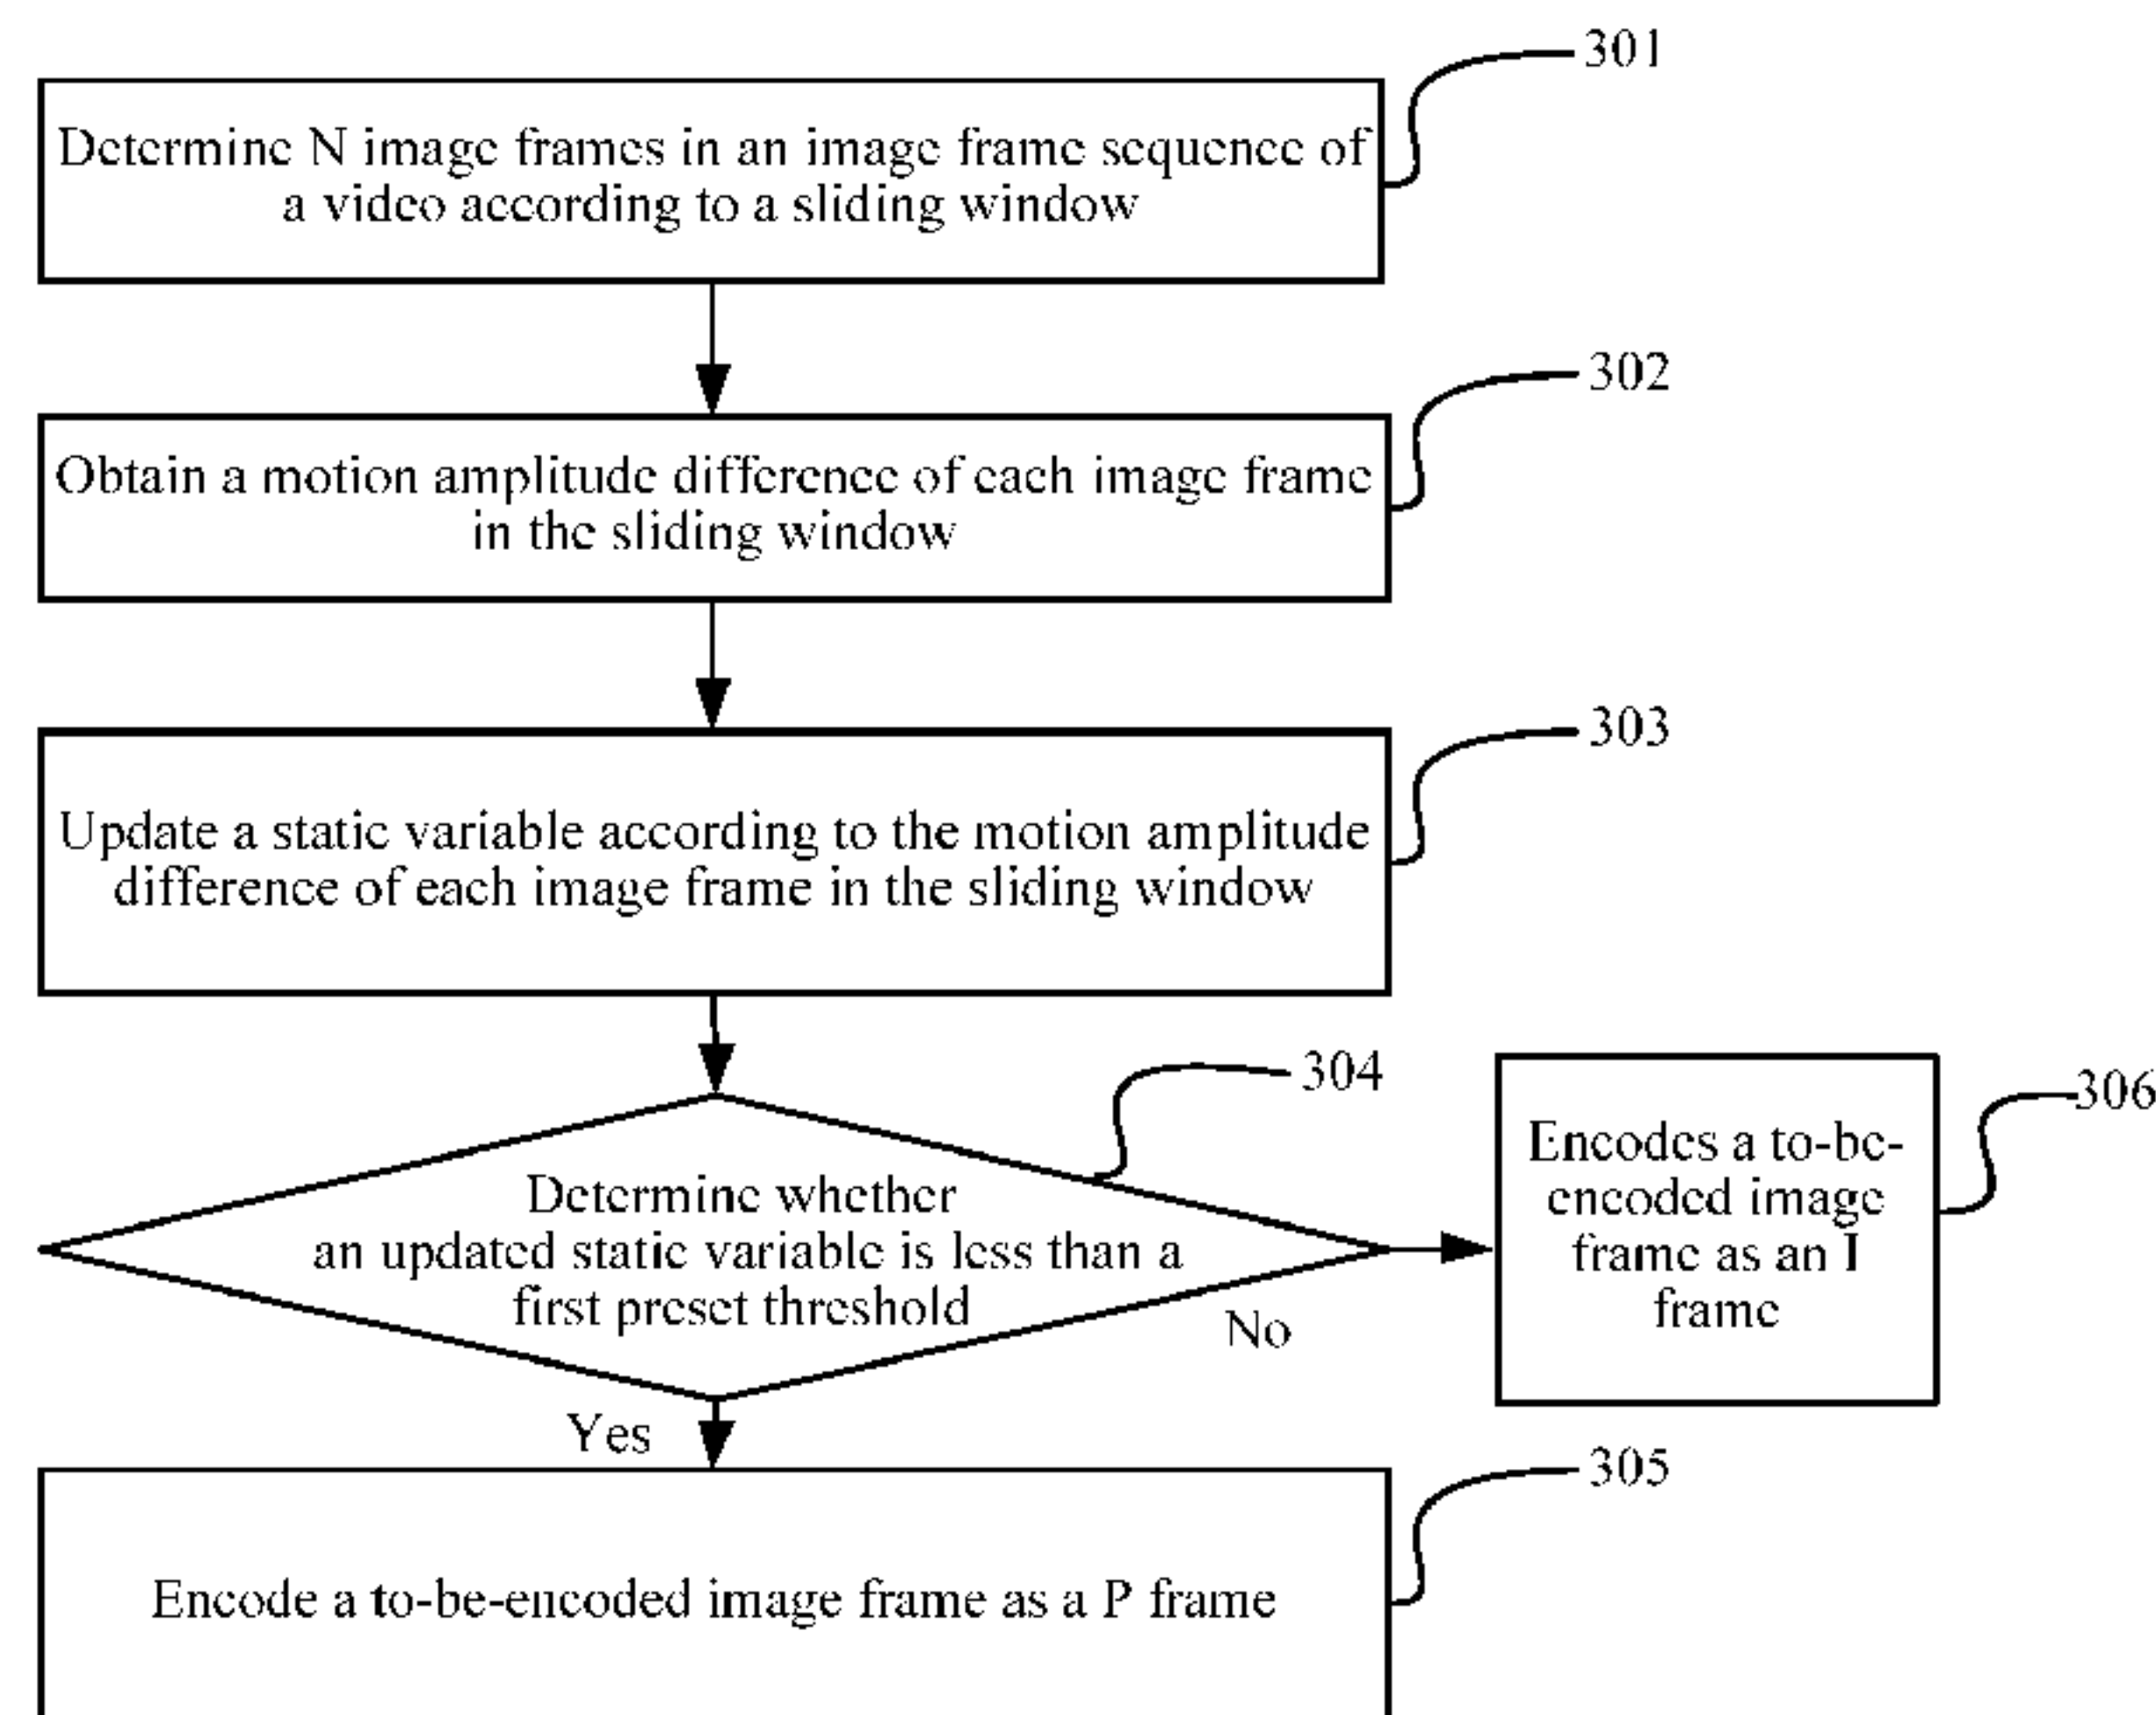 301
Determine N image frames in an image frame sequence of
a video according to a sliding window
302
Obtain a motion amplitude difference of each image frame
in the sliding window
303
Update a static variable according to the motion amplitude
difference of each image frame in the sliding window
304
Determine whether
an updated static variable is less than a
first preset threshold
No
306
Encodes a to-be-
encoded image
frame as an I
frame
Yes
305
Encode a to-be-encoded image frame as a P frame